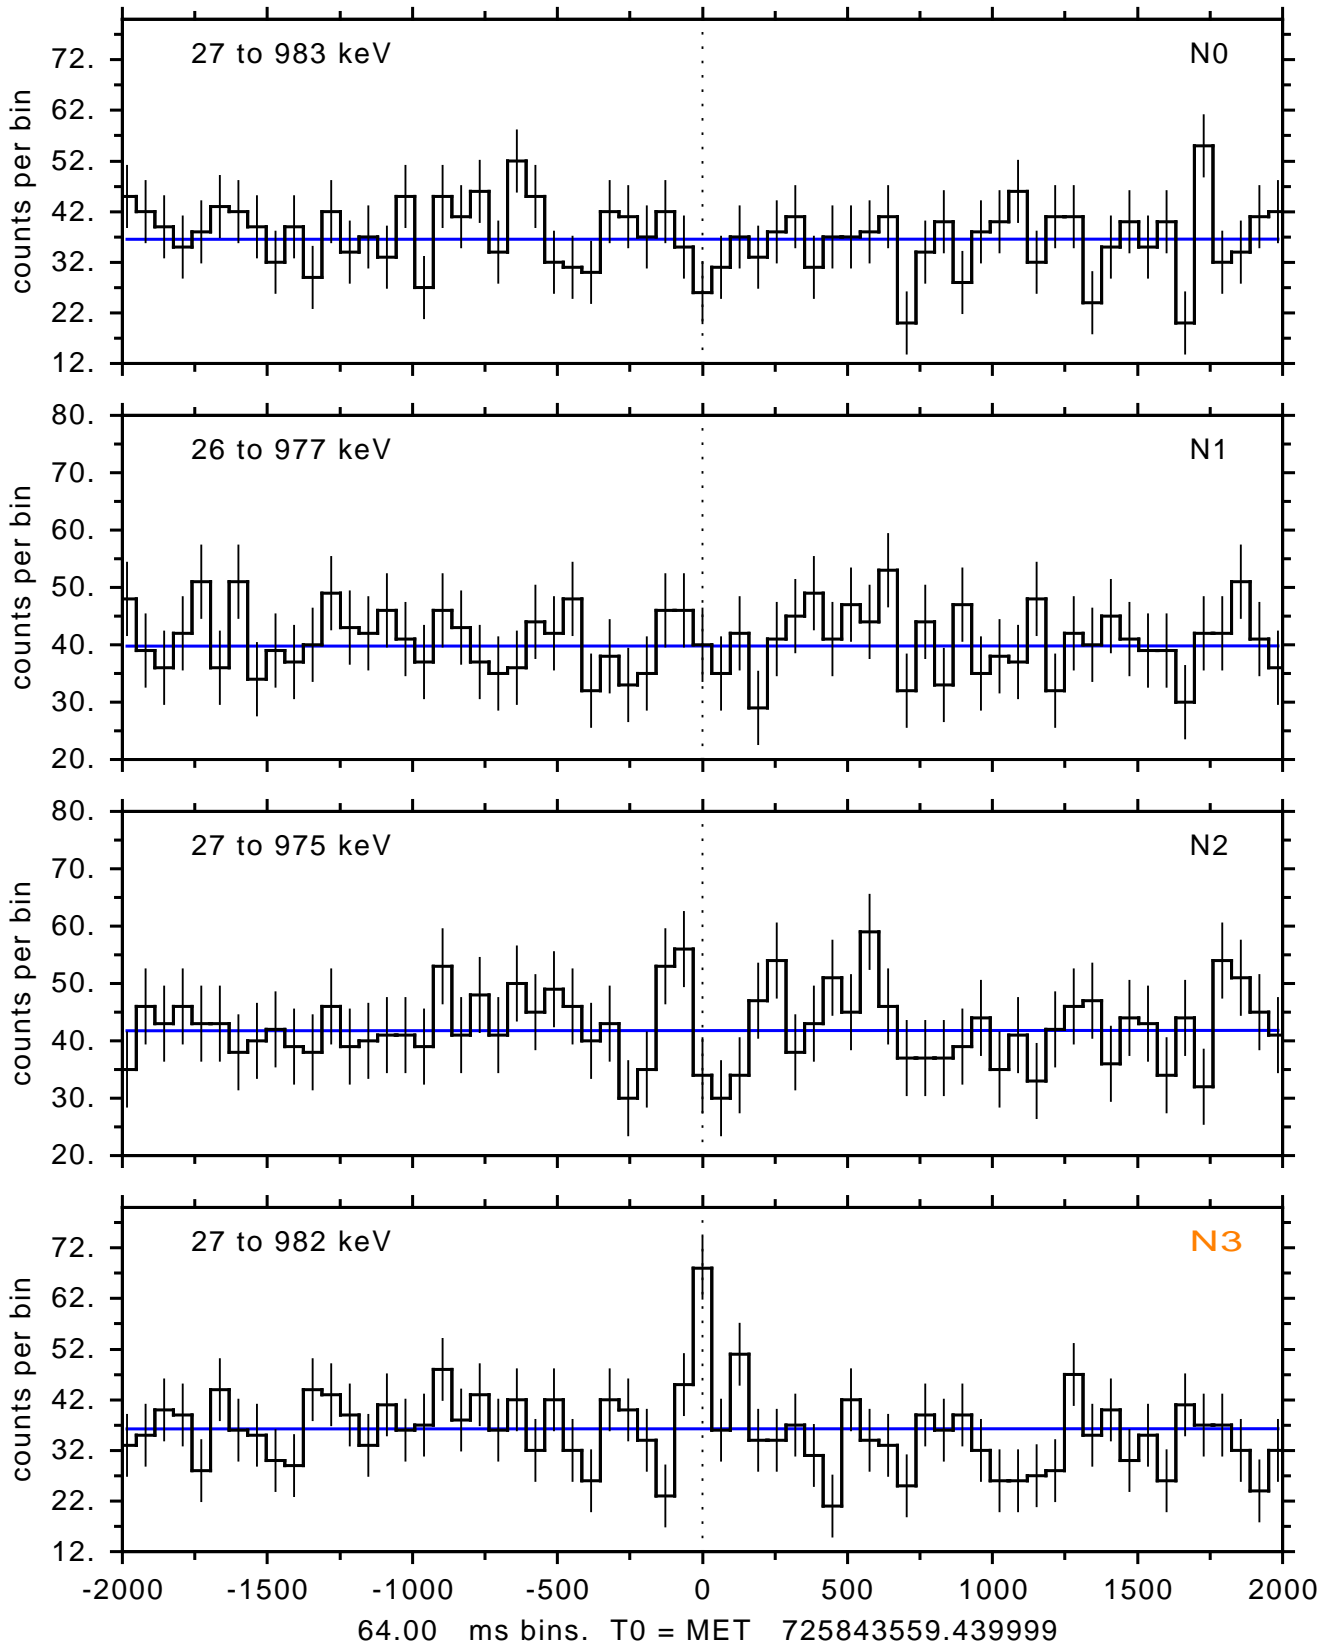 27 to 983 keV N0
72.
62.
52.
42.
32.
22.
12.
counts per bin
26 to 977 keV N1
80.
70.
60.
50.
40.
30.
20.
counts per bin
27 to 975 keV N2
80.
70.
60.
50.
40.
30.
20.
counts per bin
27 to 982 keV N3
72.
62.
52.
42.
32.
22.
12.
counts per bin
-2000 -1500 -1000 -500 0 500 1000 1500 2000
64.00 ms bins. T0 = MET 725843559.439999